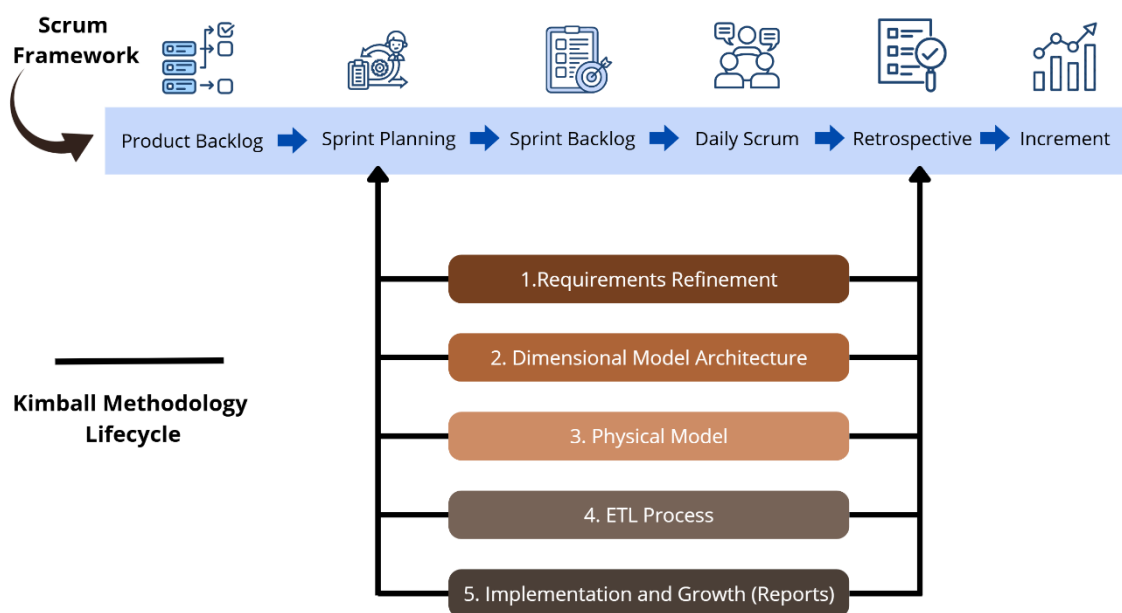 Scrum
Framework
Product Backlog
Sprint Planning
Sprint Backlog
Daily Scrum
Retrospective
Increment
1.Requirements Refinement
2. Dimensional Model Architecture
Kimball Methodology
Lifecycle
3. Physical Model
4. ETL Process
5. Implementation and Growth (Reports)